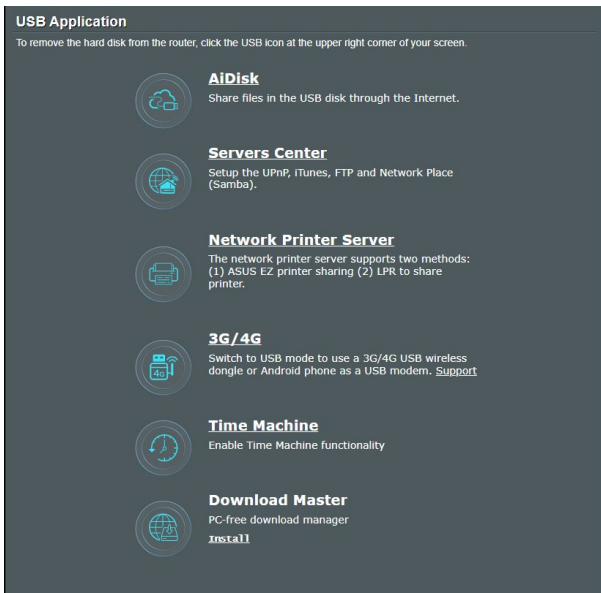 USB Application
To remove the hard disk from the router, click the USB icon at the upper right corner of your screen.
AiDisk
Share files in the USB disk through the Internet.
Servers Center
Setup the UPnP, iTunes, FTP and Network Place
(Samba).
Network Printer Server
The network printer server supports two methods:
(1) ASUS EZ printer sharing (2) LPR to share
printer.
3G/4G
Switch to USB mode to use a 3G/4G USB wireless
dongle or Android phone as a USB modem. Support
4G
Time Machine
Enable Time Machine functionality
Download Master
PC-free download manager
Install